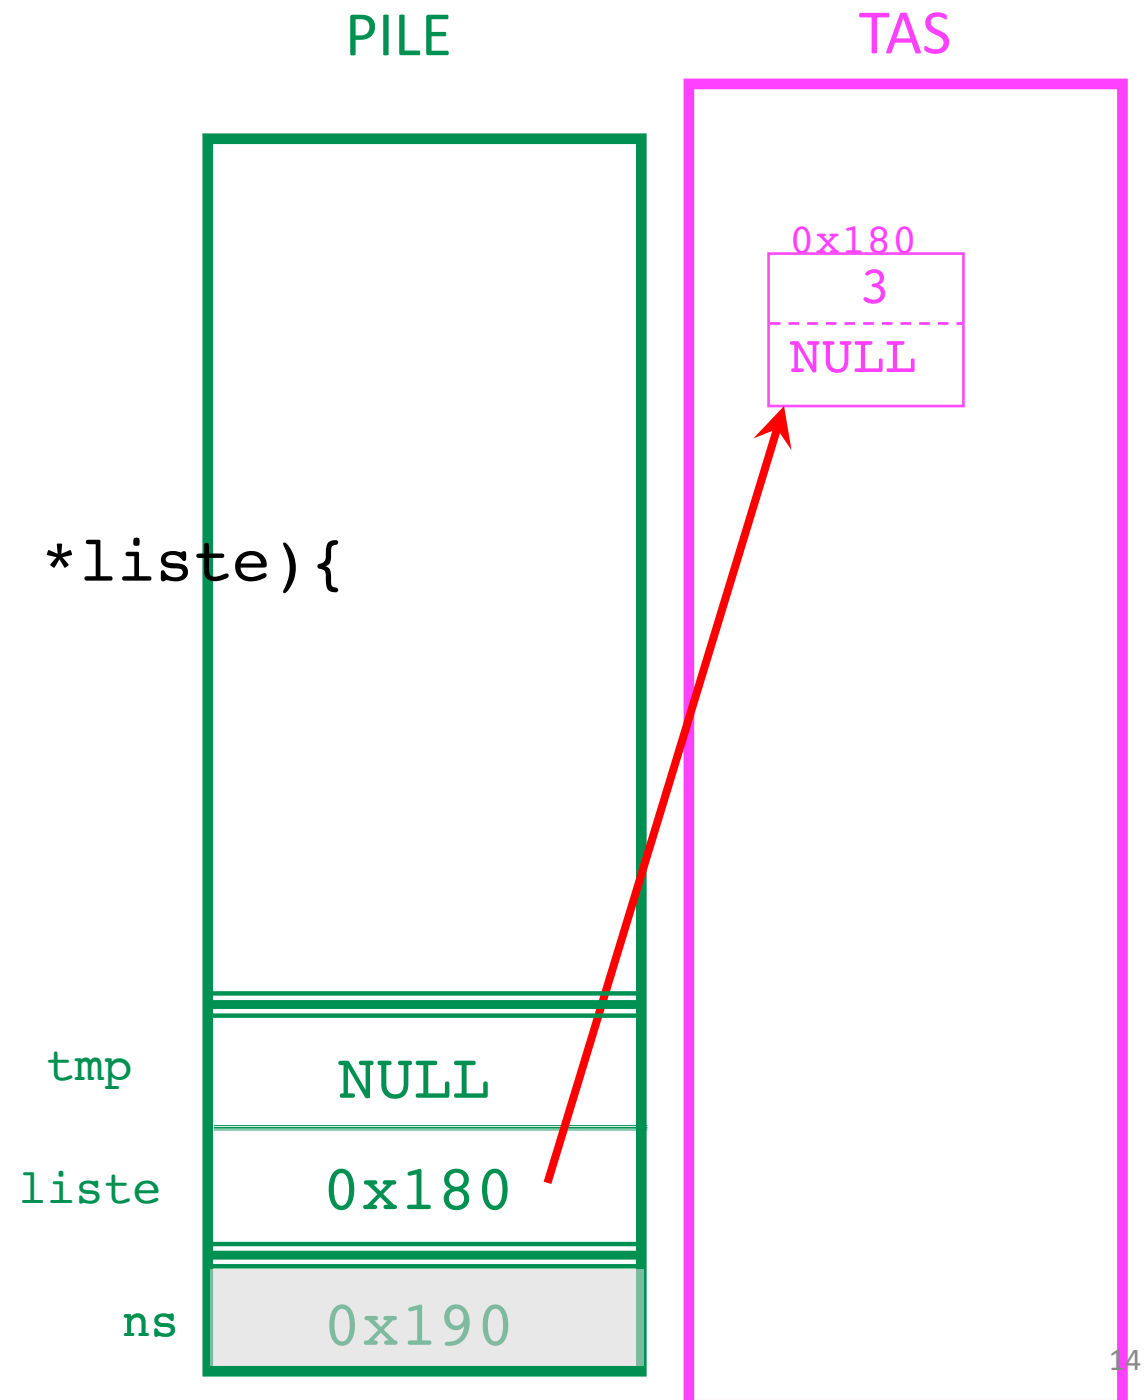 PILE
TAS
0x180
3
NULL
*liste){
tmp
NULL
liste
0x180
ns
0x190
14